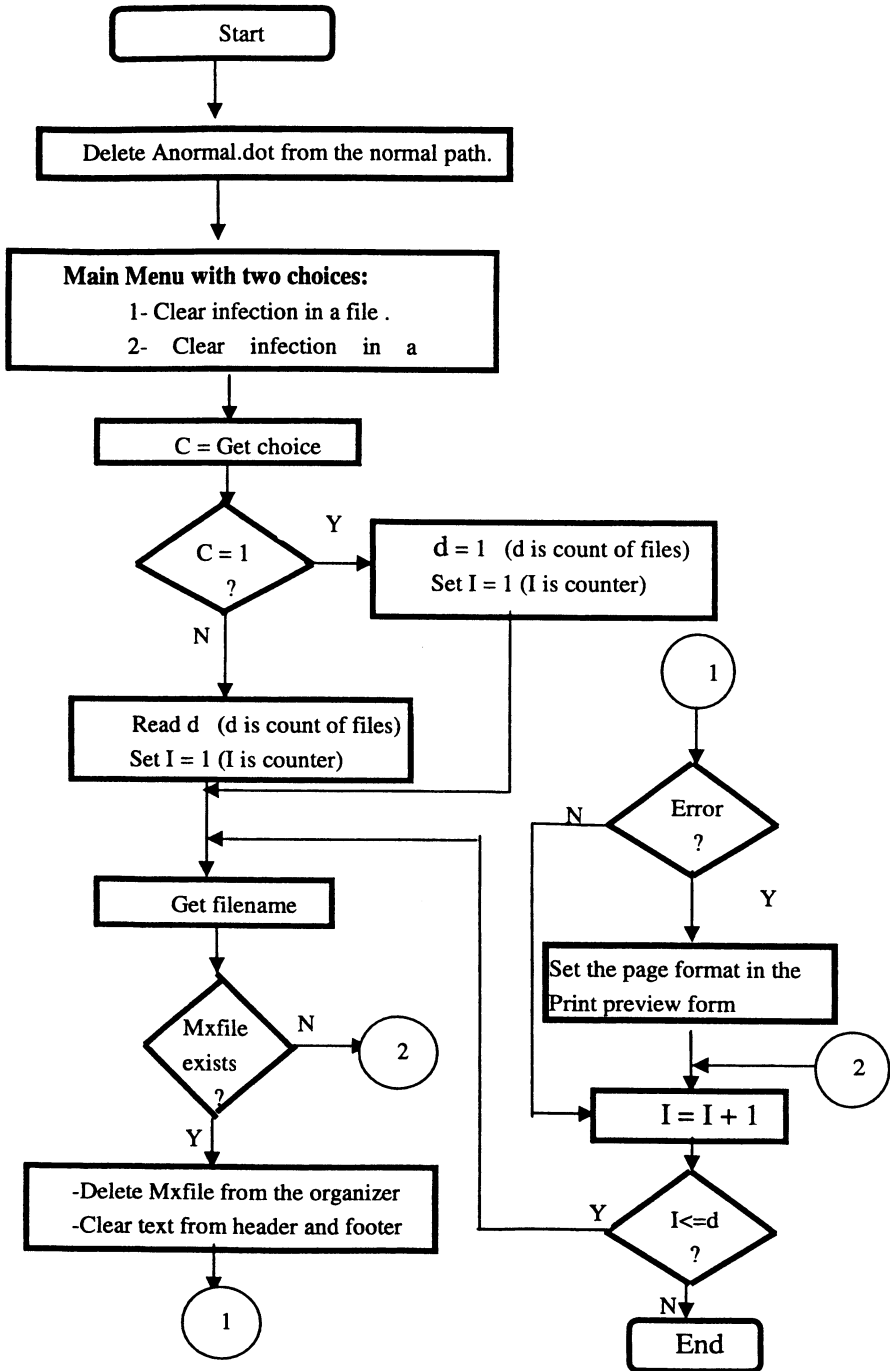 Start
Delete Anormal.dot from the normal path.
Main Menu with two choices:
1- Clear infection in a file .
2- Clear infection in a
C = Get choice
C = 1
?
Y
N
d = 1 (d is count of files)
Set I = 1 (I is counter)
Read d (d is count of files)
Set I = 1 (I is counter)
Get filename
Mxfile
exists
?
N
2
Y
-Delete Mxfile from the organizer
-Clear text from header and footer
1
1
Error
?
N
Y
Set the page format in the
Print preview form
2
I = I + 1
I<=d
?
Y
N
End